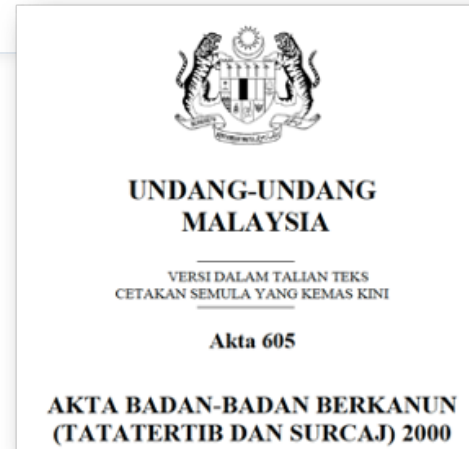 UNDANG-UNDANG
MALAYSIA
VERSI DALAM TALIAN TEKS
CETAKAN SEMULA YANG KEMAS KINI
Akta 605
AKTA BADAN-BADAN BERKANUN
(TATATERTIB DAN SURCAJ) 2000